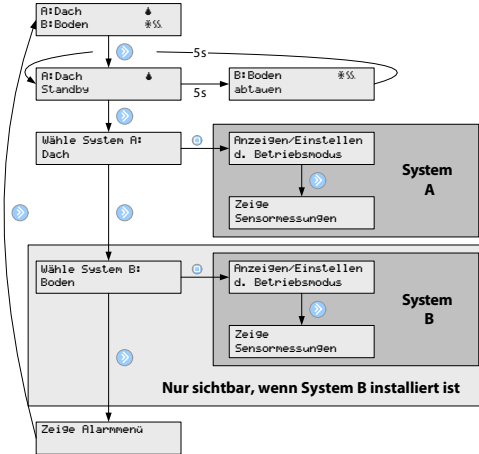 A:Dach
B:Boden
5s
A:Dach
Standby
5s
B:Boden
abtauen
Wähle System A:
Dach
Anzeigen/Einstellen
d. Betriebsmodus
Zeige
Sensormessungen
System
A
Wähle System B:
Boden
Anzeigen/Einstellen
d. Betriebsmodus
Zeige
Sensormessungen
System
B
Nur sichtbar, wenn System B installiert ist
Zeige Alarmmenü